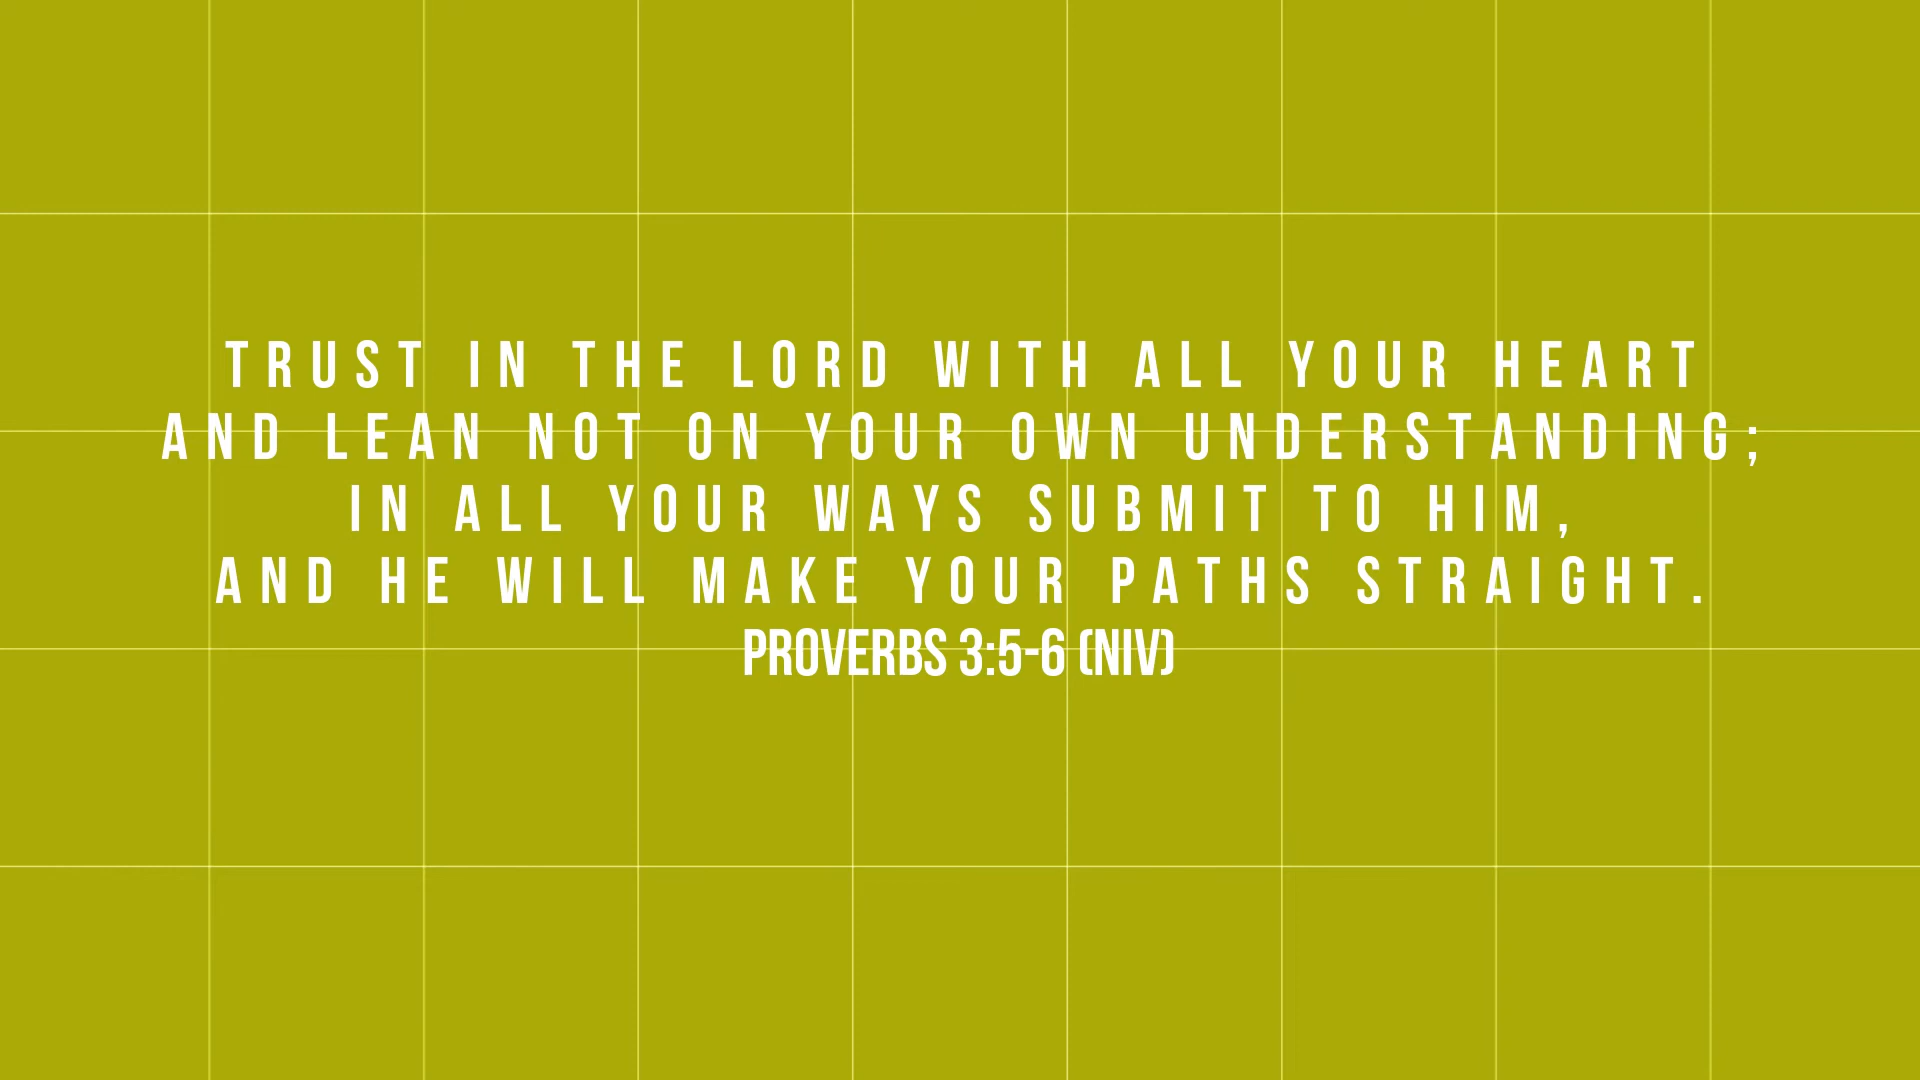 TRUST IN THE LORD WITH ALL YOUR HEART
AND LEAN NOT ON YOUR OWN UNDERSTANDING;
IN ALL YOUR WAYS SUBMIT TO HIM,
AND HE WILL MAKE YOUR PATHS STRAIGHT.
PROVERBS 3:5-6 (NIV)